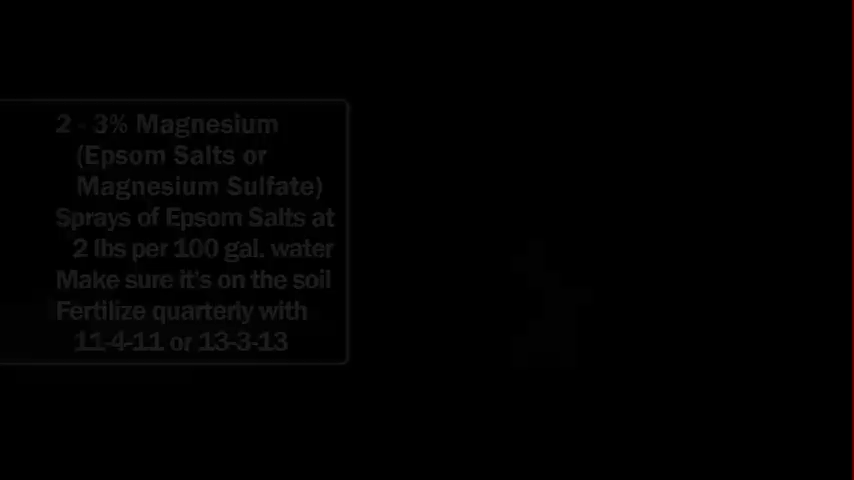 2 - 3% Magnesium
(Epsom Salts or
Magnesium Sulfate)
Sprays of Epsom Salts at
2 lbs per 100 gal. water
Make sure it's on the soil
Fertilize quarterly with
11-4-11 or 13-3-13